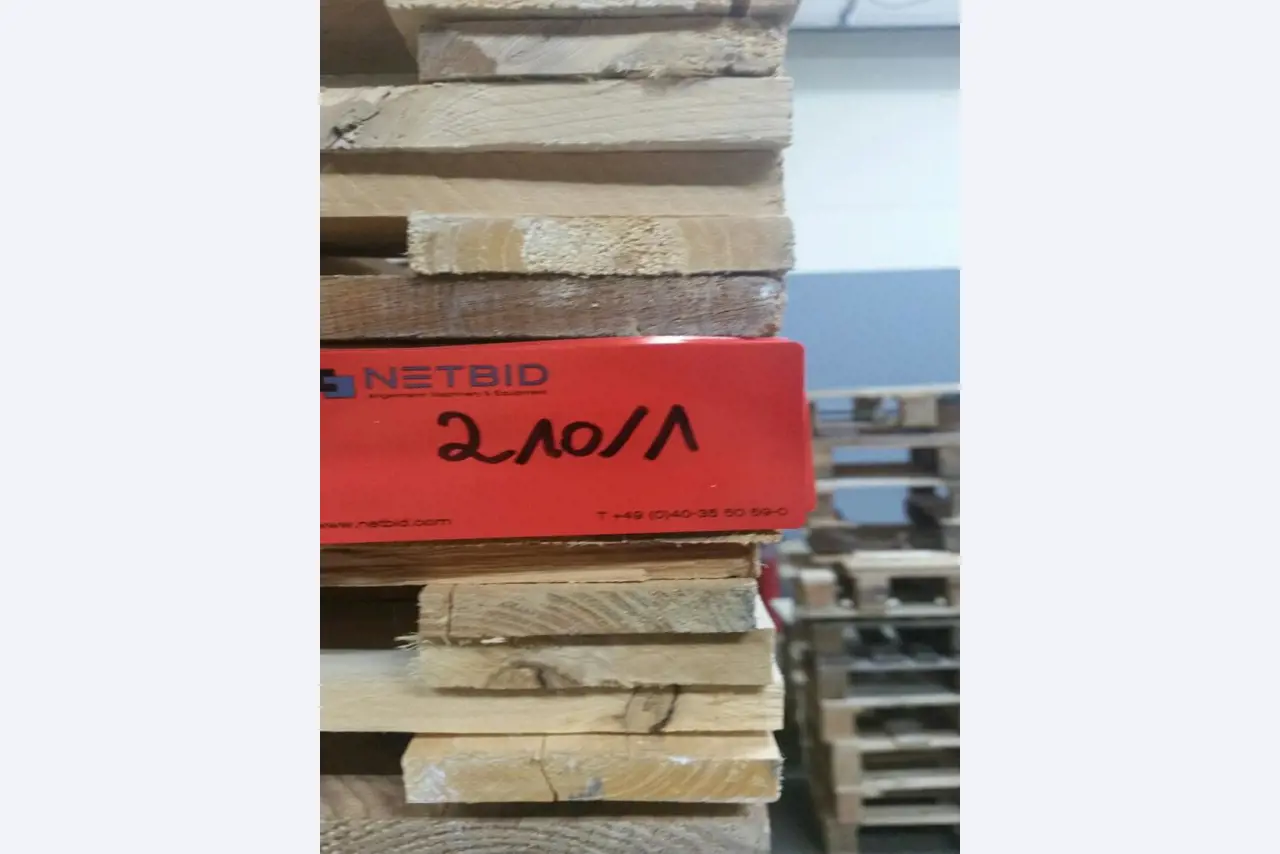 NETBID
210/1
www.netbid.com
T +49 (0)40-35 50 59-0